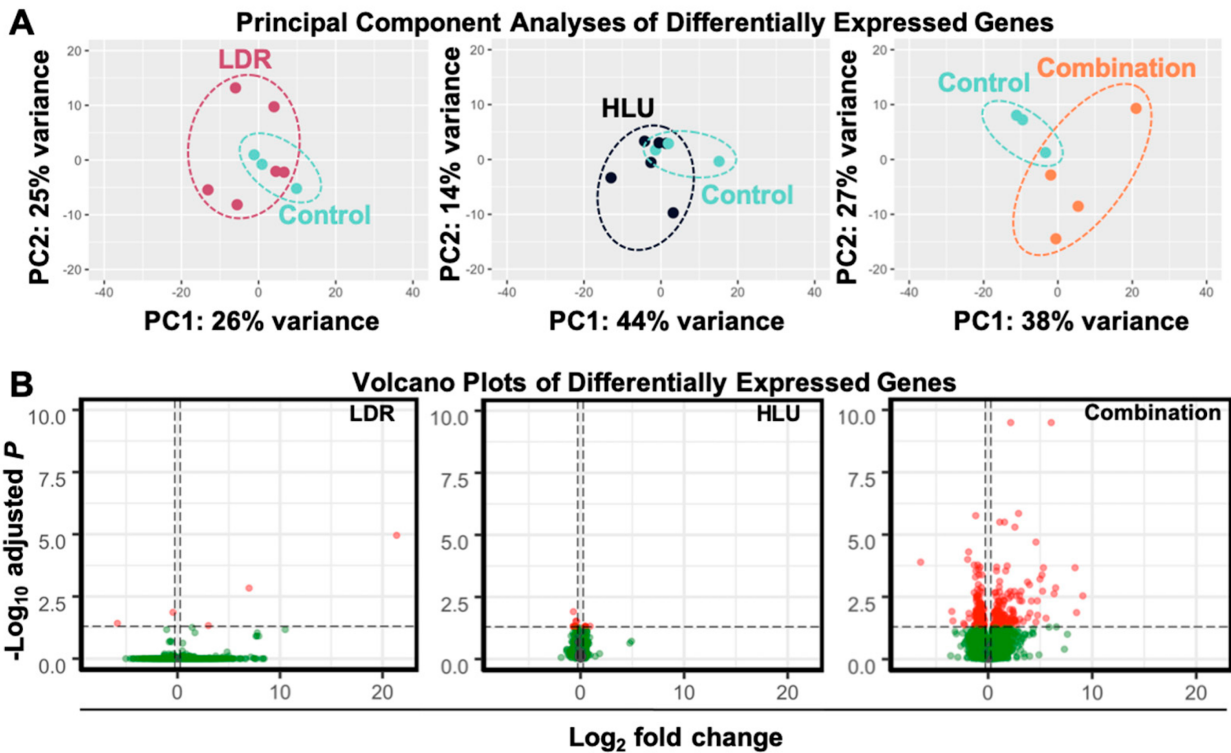 A
Principal Component Analyses of Differentially Expressed Genes
PC2: 25% variance
20
10
0
-10
-20
LDR
Control
-40
-20
0
20
40
PC1: 26% variance
PC2: 14% variance
20
10
0
-10
-20
HLU
Control
-40
-20
0
20
40
PC1: 44% variance
PC2: 27% variance
20
10
0
-10
-20
Control
Combination
-40
-20
0
20
40
PC1: 38% variance
B
Volcano Plots of Differentially Expressed Genes
-Log10 adjusted P
10.0
7.5
5.0
2.5
0.0
LDR
0
10
20
10.0
7.5
5.0
2.5
0.0
HLU
0
10
20
10.0
7.5
5.0
2.5
0.0
Combination
0
10
20
Log2 fold change